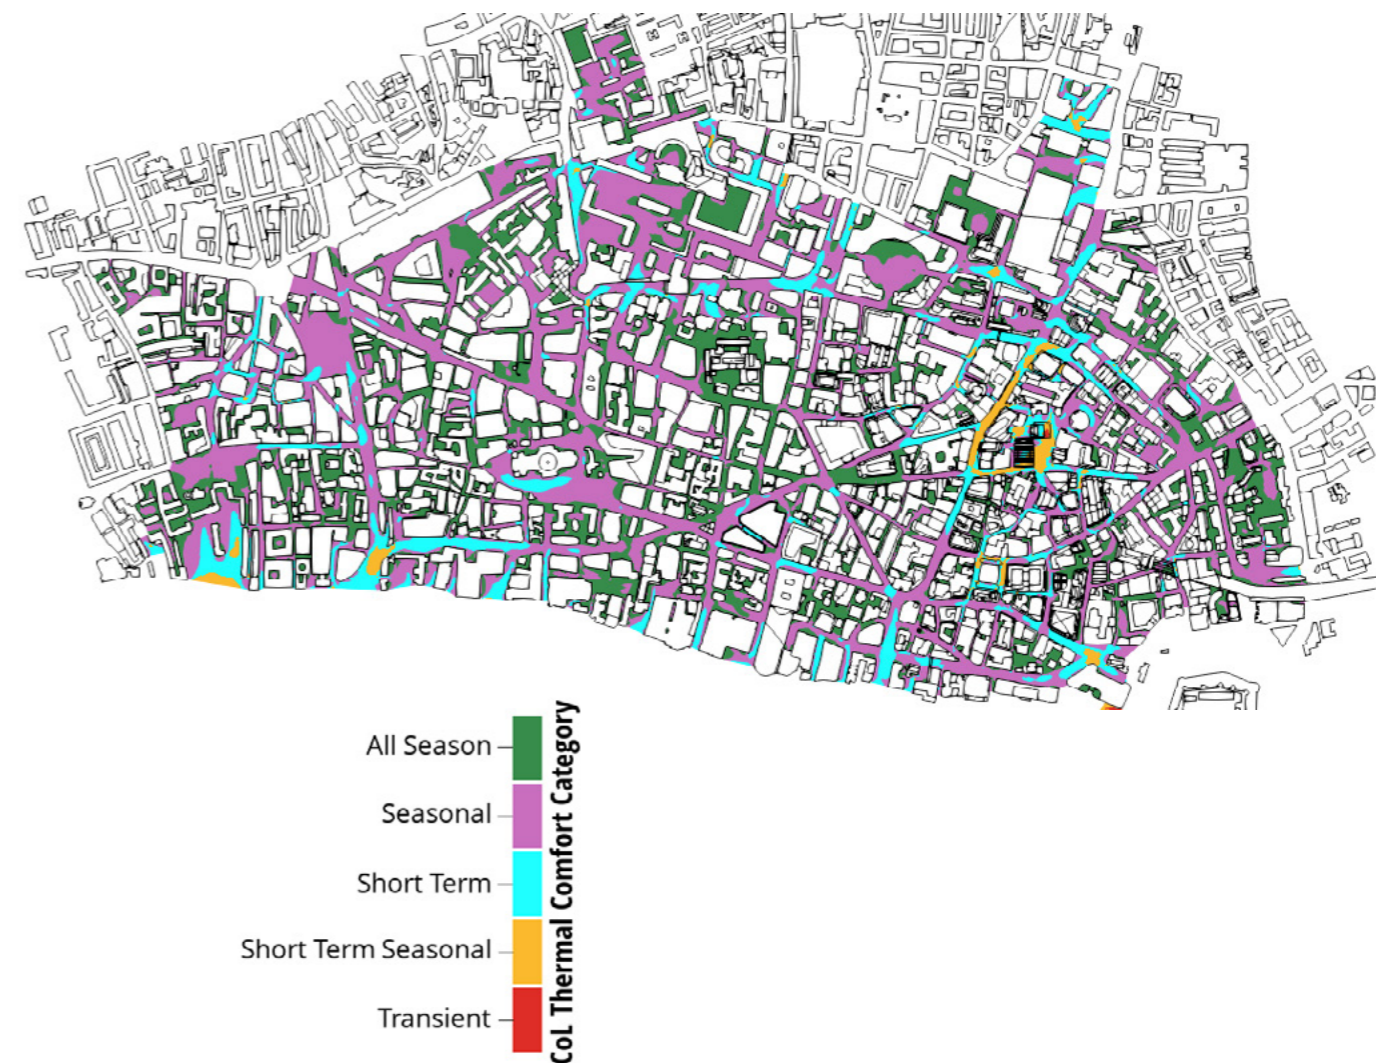 All Season
Seasonal
Short Term
Short Term Seasonal
Transient
CoL Thermal Comfort Category